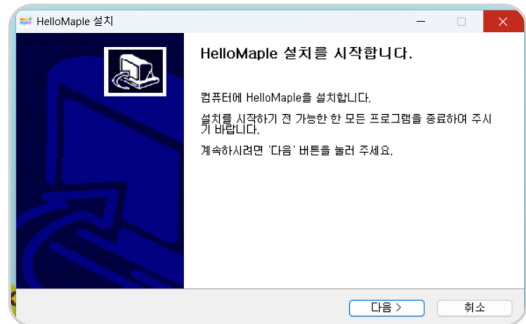 HelloMaple 설치
HelloMaple 설치를 시작합니다.
컴퓨터에 HelloMaple을 설치합니다.
설치를 시작하기 전 가능한 한 모든 프로그램을 종료하여 주시
기 바랍니다.
계속하시려면 '다음' 버튼을 눌러 주세요.
다음 >
취소